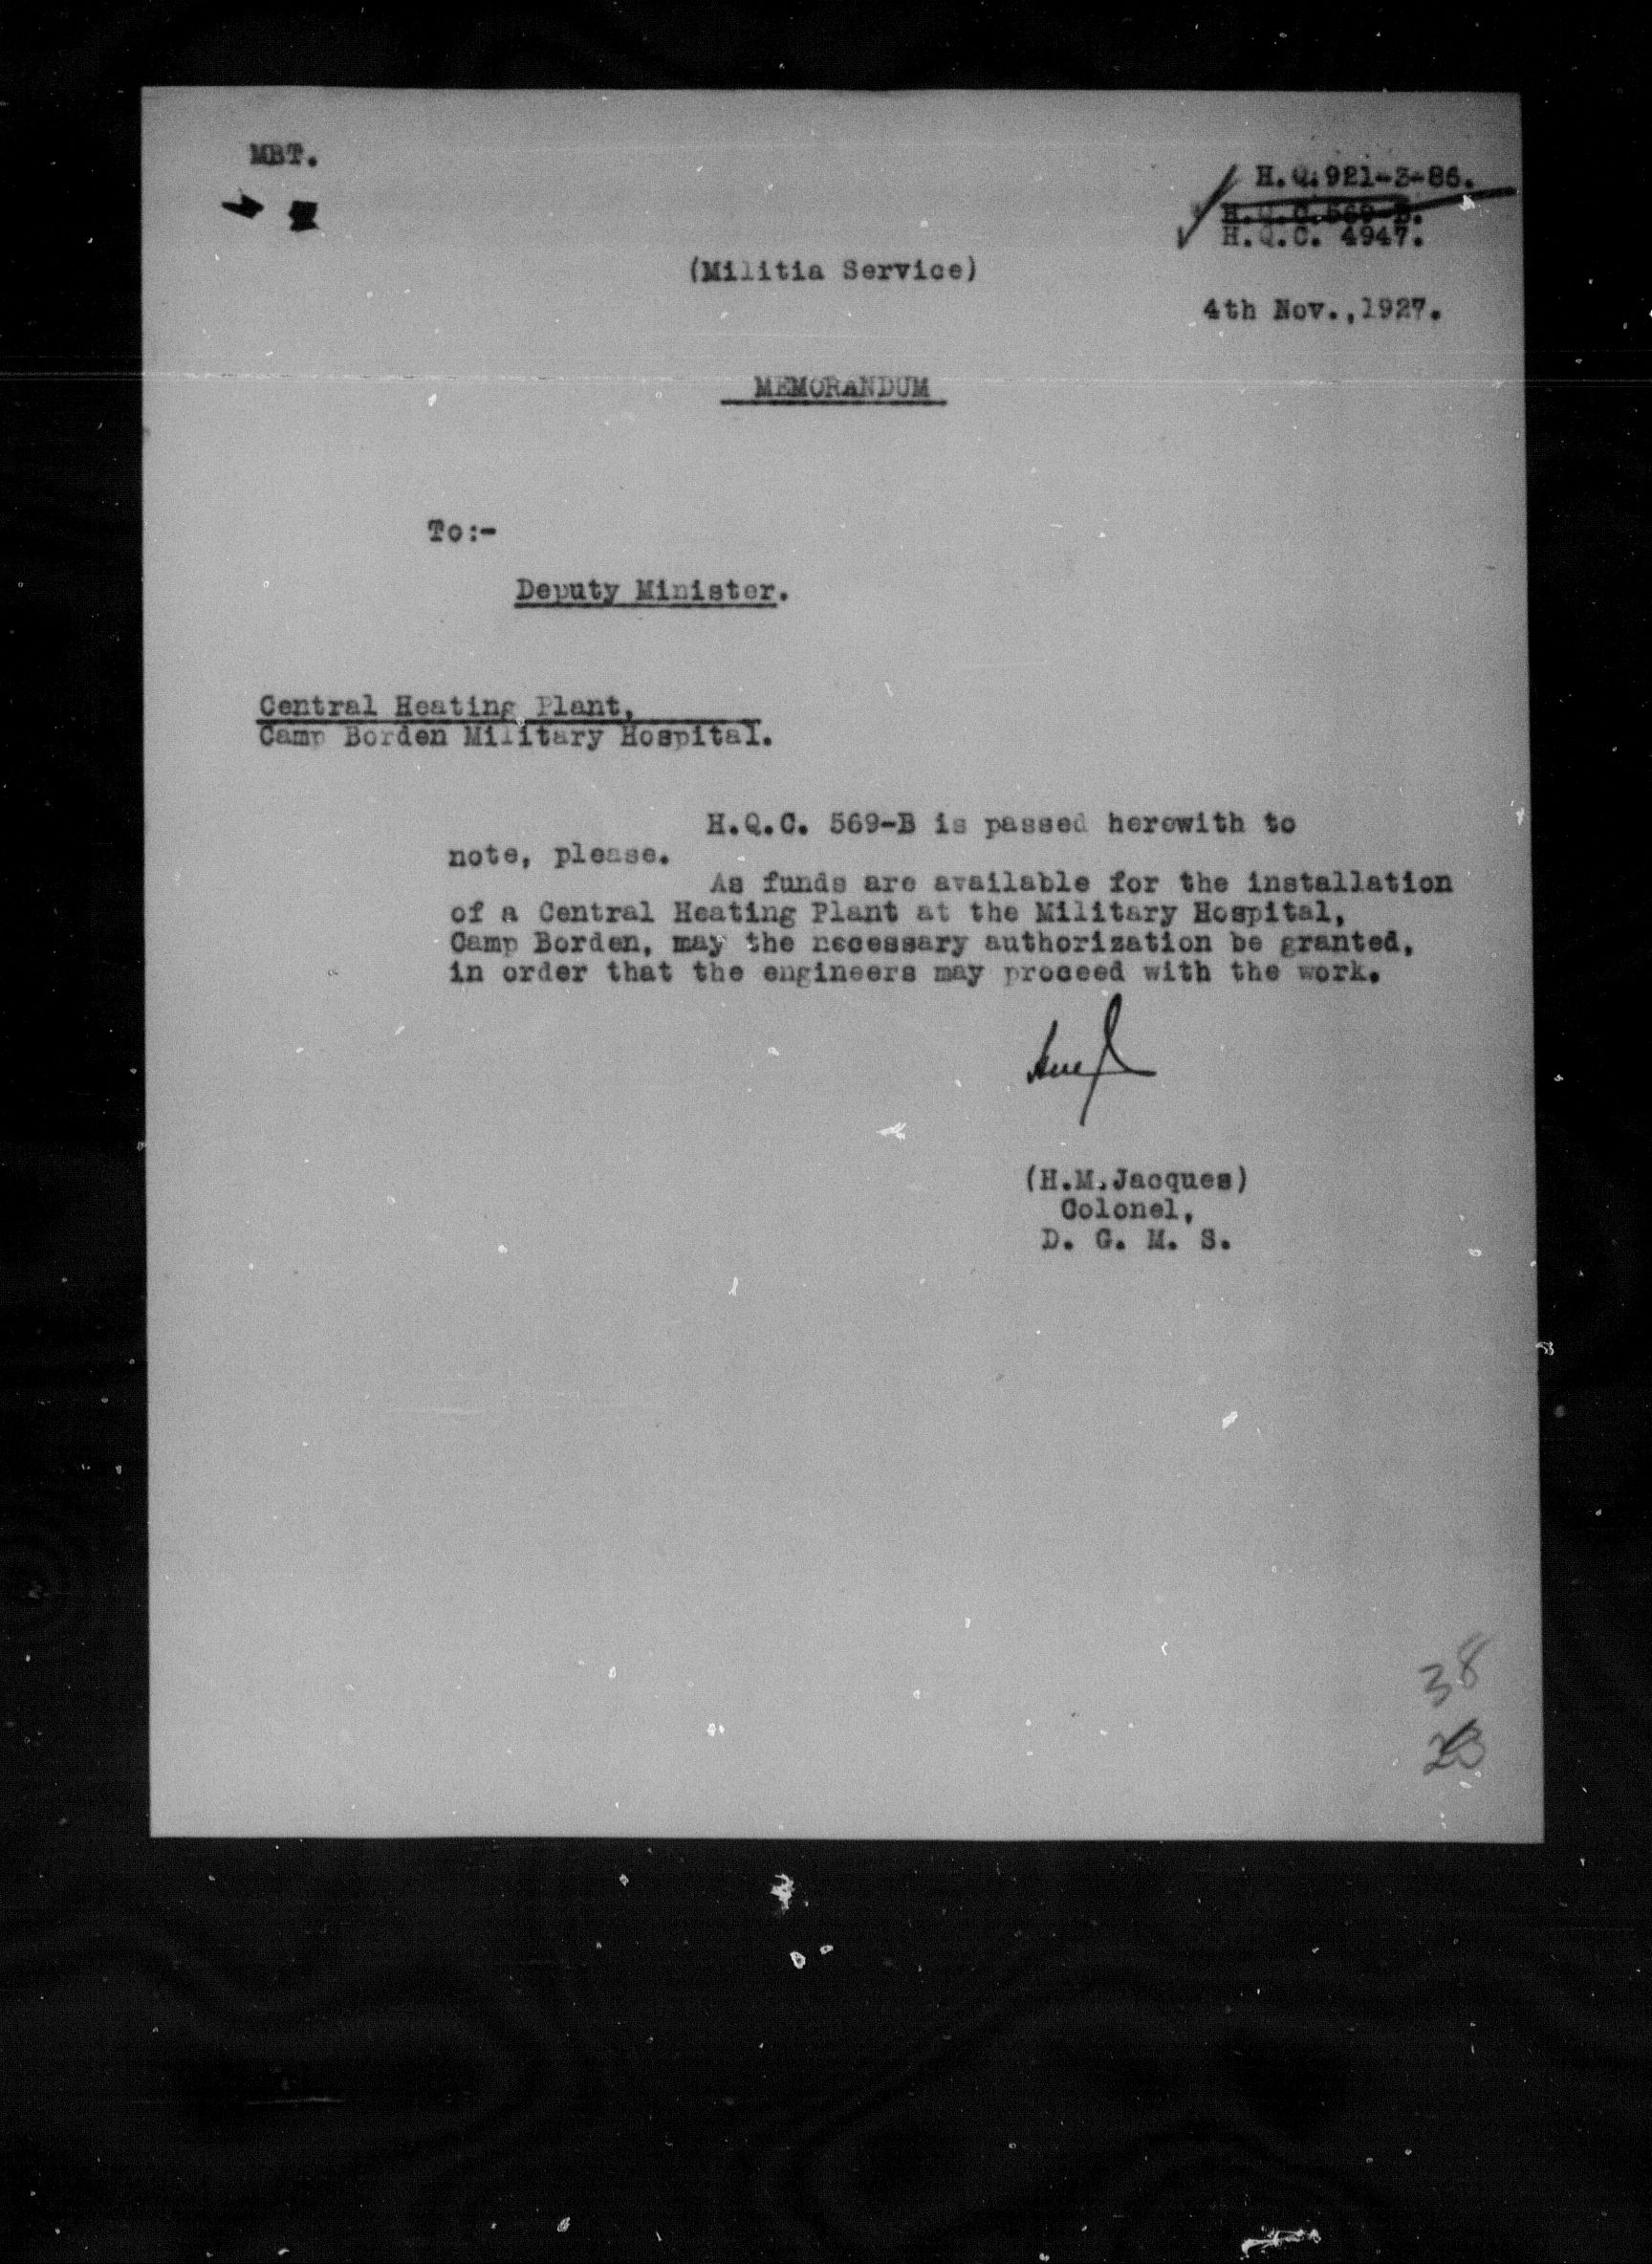 MBT.
H.Q.921-3-86.
H.Q.C.569-B.
H.Q.C. 4947.
(Militia Service)
4th Nov.,1927.
MEMORANDUM
To:-
Deputy Minister.
Central Heating Plant,
Camp Borden Military Hospital.
H.Q.C. 569-B is passed herewith to
note, please.
As funds are available for the installation
of a Central Heating Plant at the Military Hospital,
Camp Borden, may the necessary authorization be granted,
in order that the engineers may proceed with the work.
(H.M.Jacques)
Colonel,
D. G. M. S.
38
23